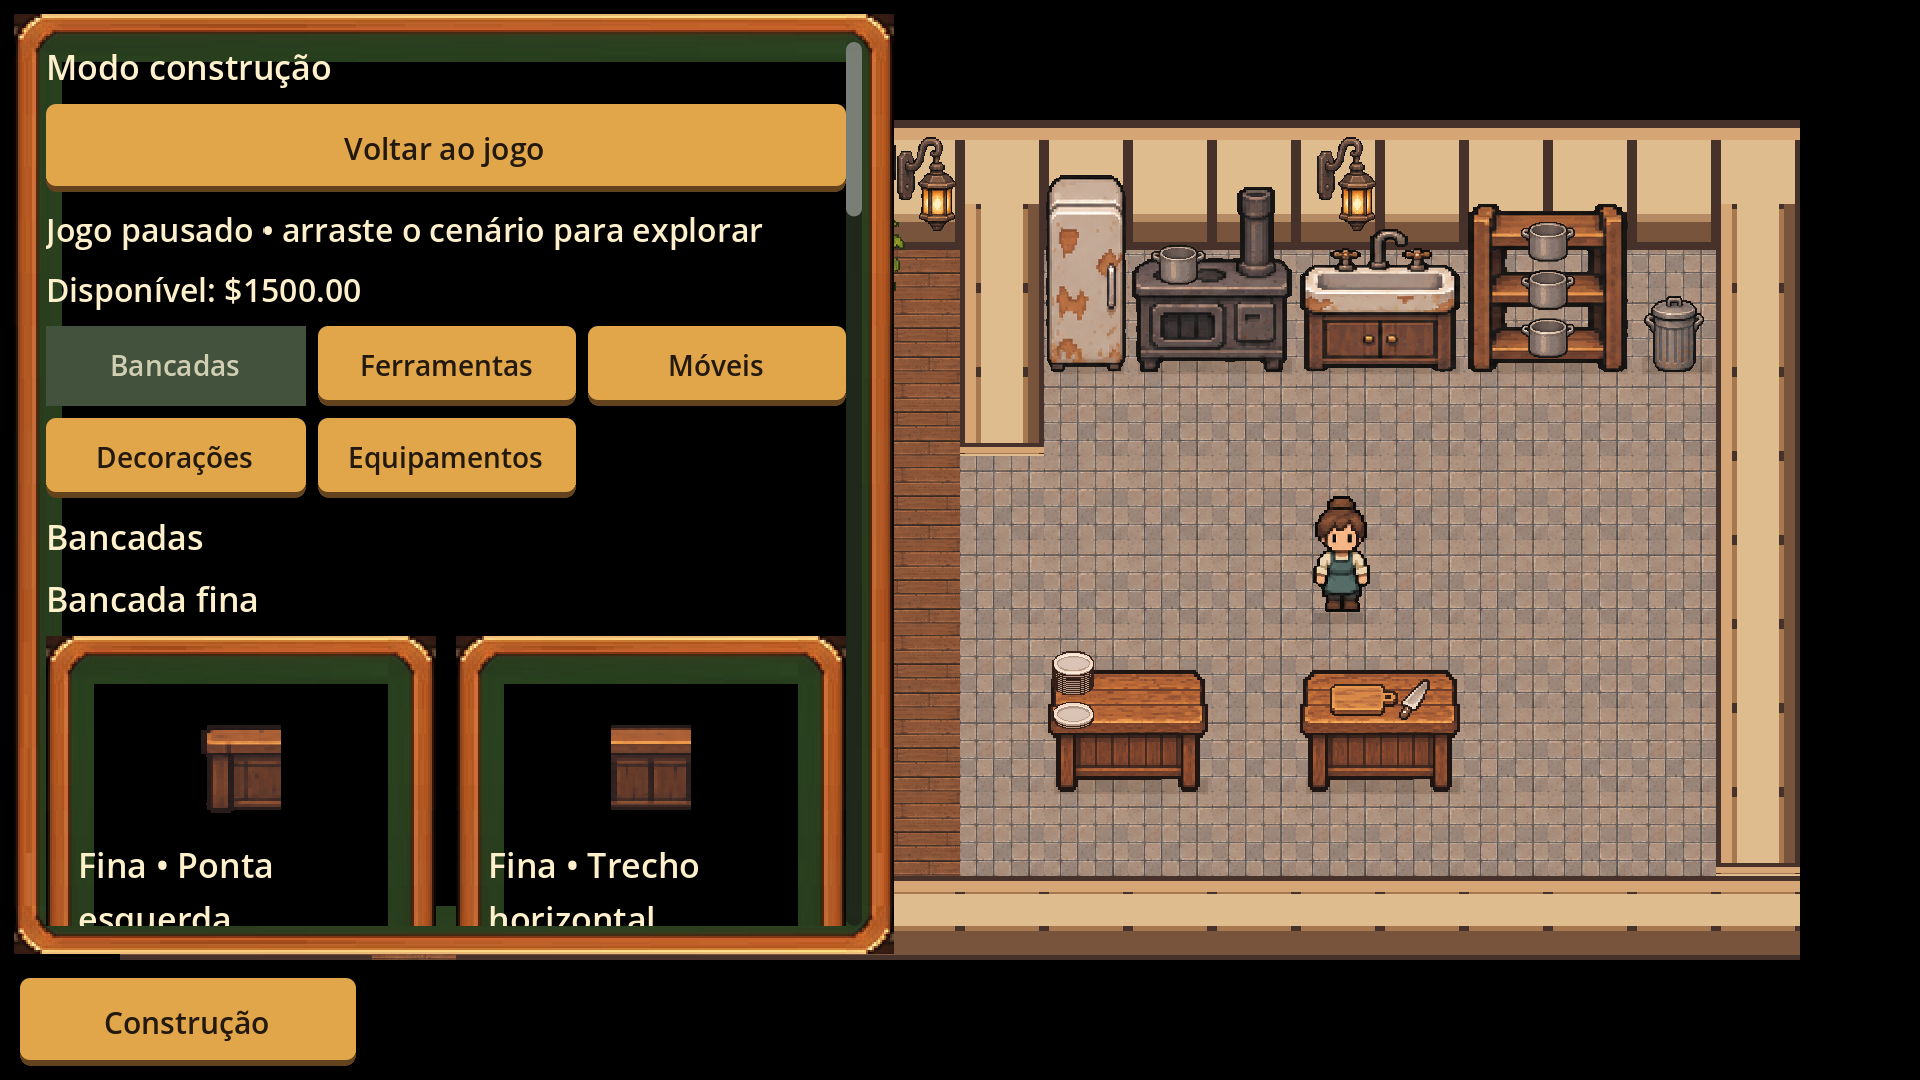 Modo construção
Voltar ao jogo
Jogo pausado • arraste o cenário para explorar
Disponível: $1500.00
Bancadas
Ferramentas
Móveis
Decorações
Equipamentos
Bancadas
Bancada fina
Fina • Ponta
esquerda
Fina • Trecho
horizontal
Construção